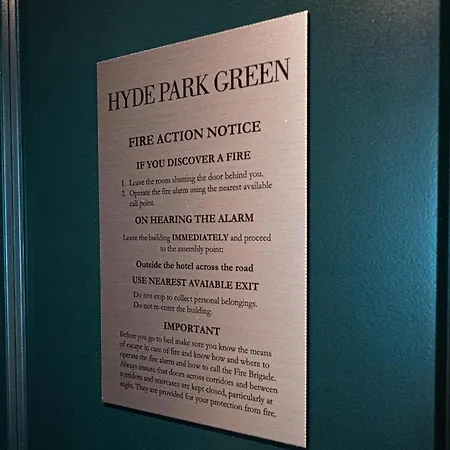 HYDE PARK GREEN
FIRE ACTION NOTICE
IF YOU DISCOVER A FIRE
1. Leave the room shutting the door behind you.
2. Operate the fire alarm using the nearest available
call point.
ON HEARING THE ALARM
Leave the building IMMEDIATELY and proceed
to the assembly point:
Outside the hotel across the road
USE NEAREST AVAIABLE EXIT
Do not stop to collect personal belongings.
Do not re-enter the building.
IMPORTANT
Before you go to bed make sure you know the means
of escape in case of fire and know how and where to
operate the fire alarm and how to call the Fire Brigade.
Always ensure that doors across corridors and between
corridors and staircases are kept closed, particularly at
night. They are provided for your protection from fire.